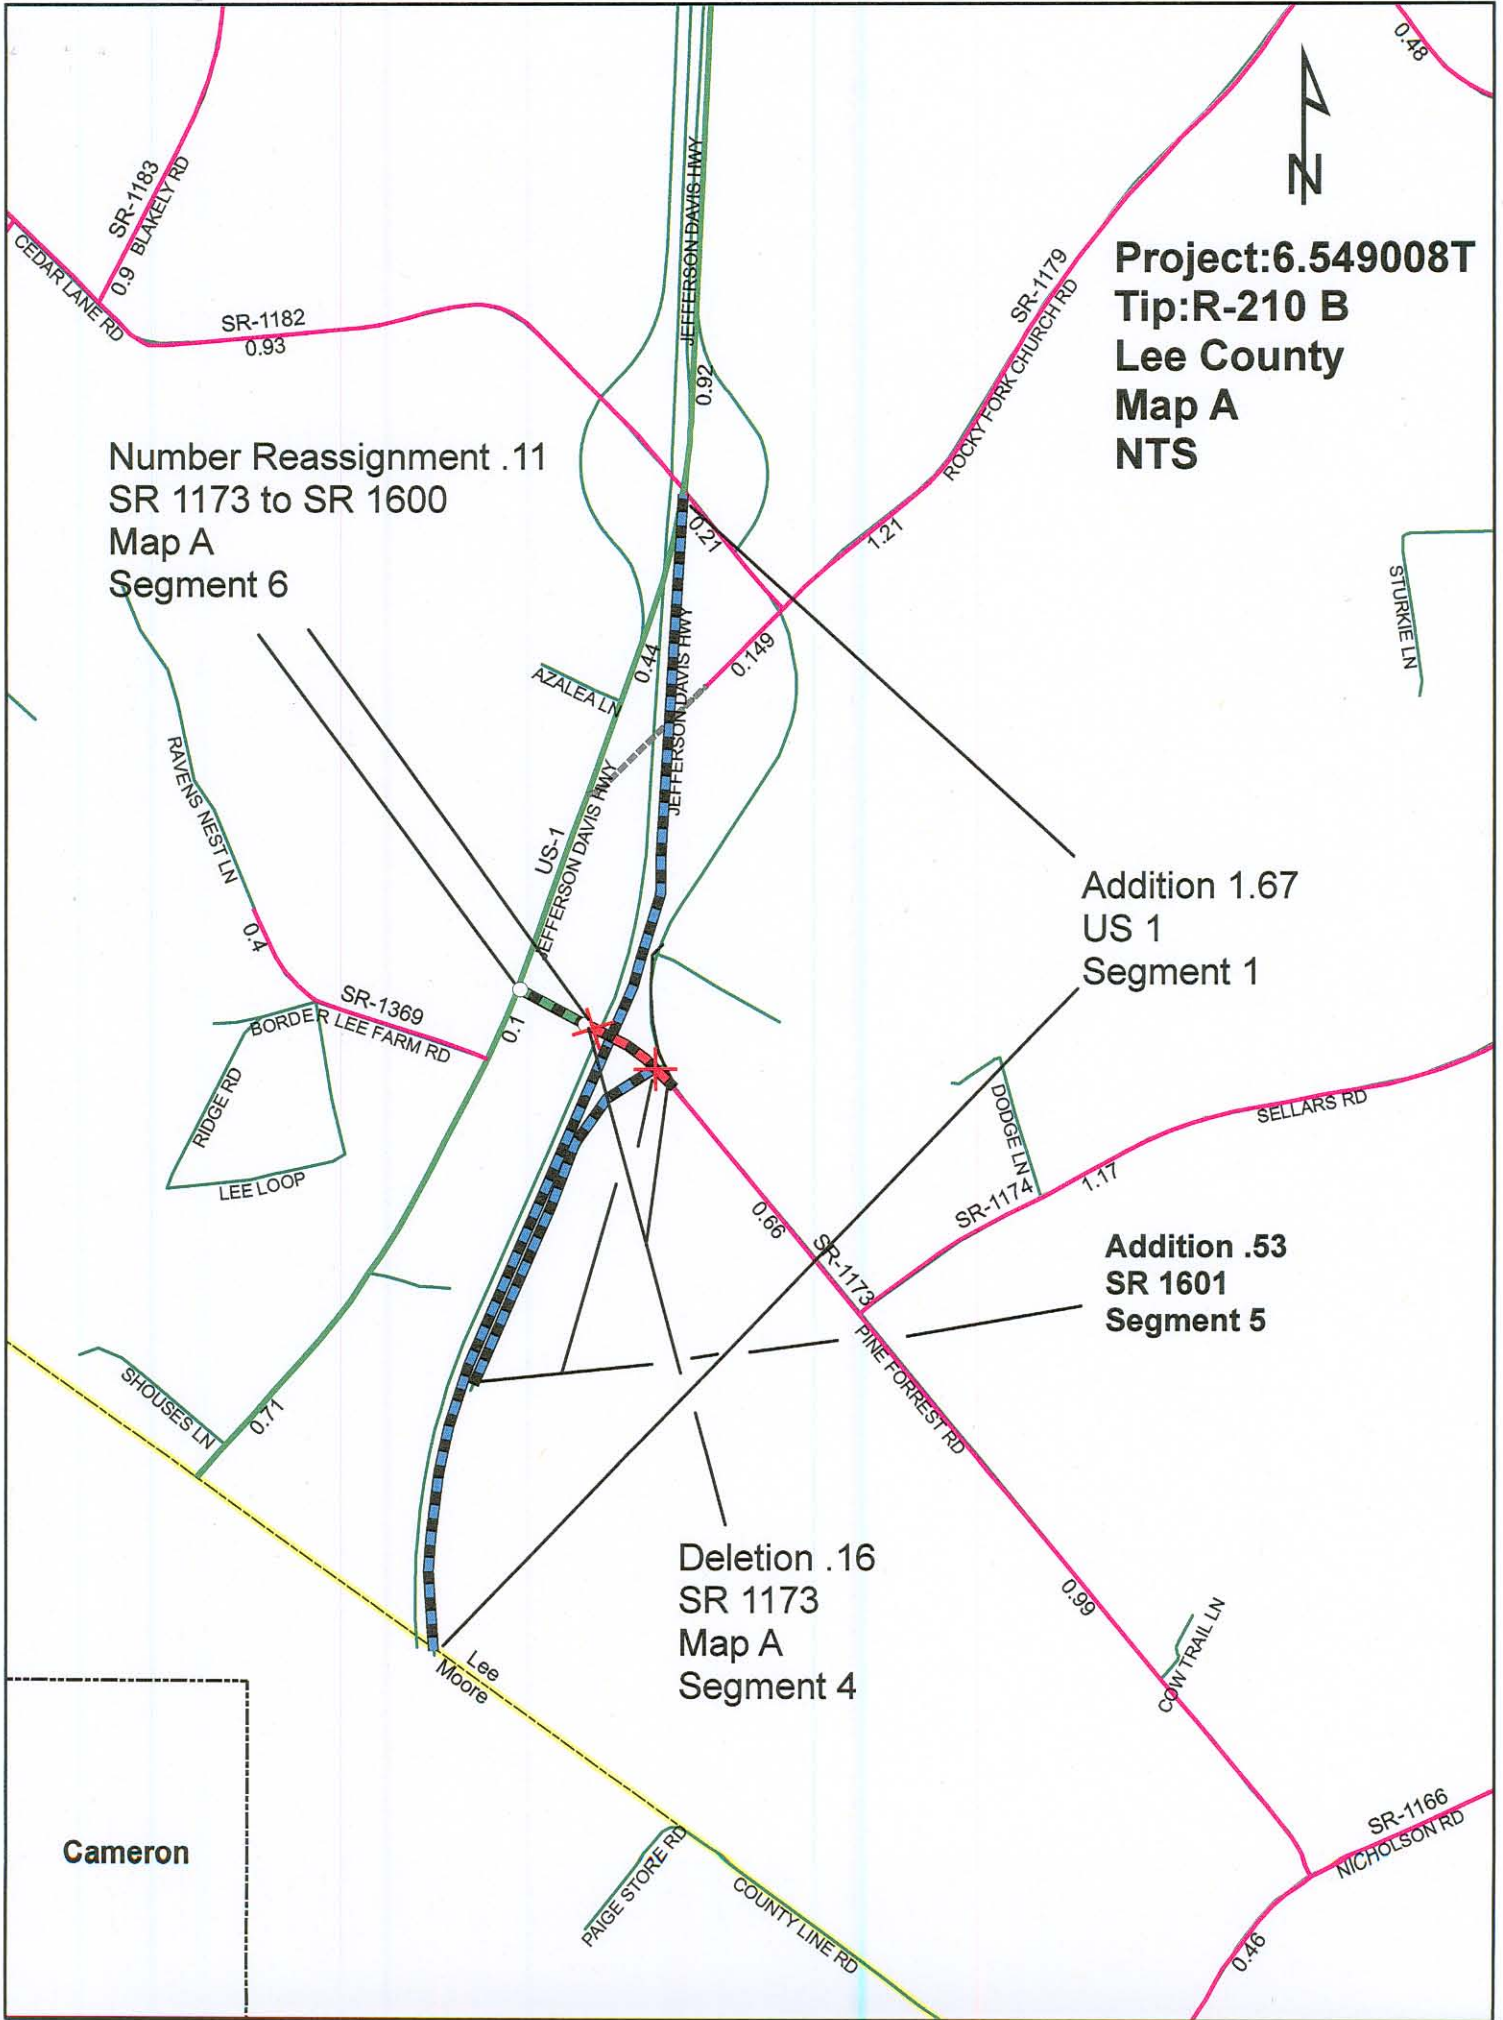 0.48
N
Project:6.549008T
Tip:R-210 B
Lee County
Map A
NTS
SR-1183
BLAKELY RD
0.9
CEDAR LANE RD
SR-1182
0.93
JEFFERSON DAVIS HWY
JEFFERSON DAVIS HWY
0.92
SR-1179
ROCKY FORK CHURCH RD
1.21
Number Reassignment .11
SR 1173 to SR 1600
Map A
Segment 6
0.21
STURKIE LN
0.149
0.44
AZALEA LN
JEFFERSON DAVIS HWY
JEFFERSON DAVIS HWY
US-1
JEFFERSON DAVIS HWY
RAVENS NEST LN
0.4
Addition 1.67
US 1
Segment 1
SR-1369
BORDER LEE FARM RD
0.1
RIDGE RD
LEE LOOP
DODGE LN
SELLARS RD
SR-1174
1.17
0.66
SR-1173
PINE FORREST RD
Addition .53
SR 1601
Segment 5
SHOUSES LN
0.71
Deletion .16
SR 1173
Map A
Segment 4
0.99
COW TRAIL LN
Lee
Moore
Cameron
PAIGE STORE RD
COUNTY LINE RD
SR-1166
NICHOLSON RD
0.46